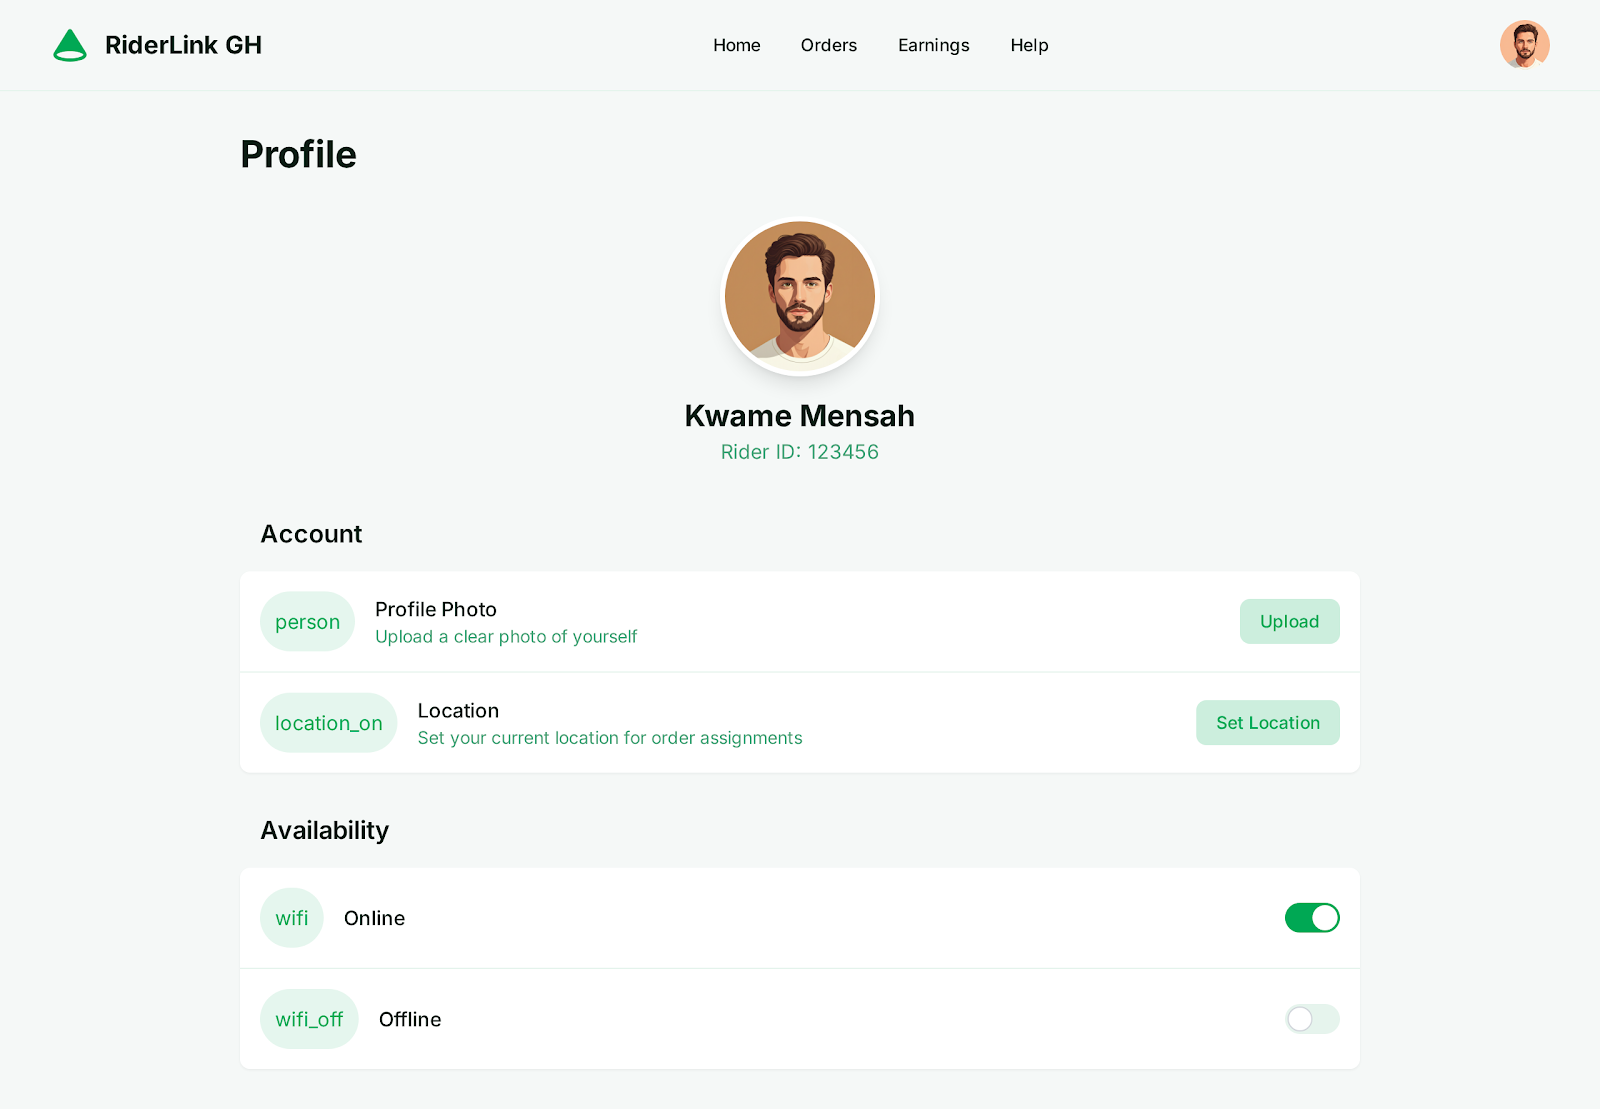 RiderLink GH
Home Orders Earnings Help
Profile
Kwame Mensah
Rider ID: 123456
Account
person
Profile Photo
Upload a clear photo of yourself
Upload
location_on
Location
Set your current location for order assignments
Set Location
Availability
wifi
Online
wifi_off
Offline